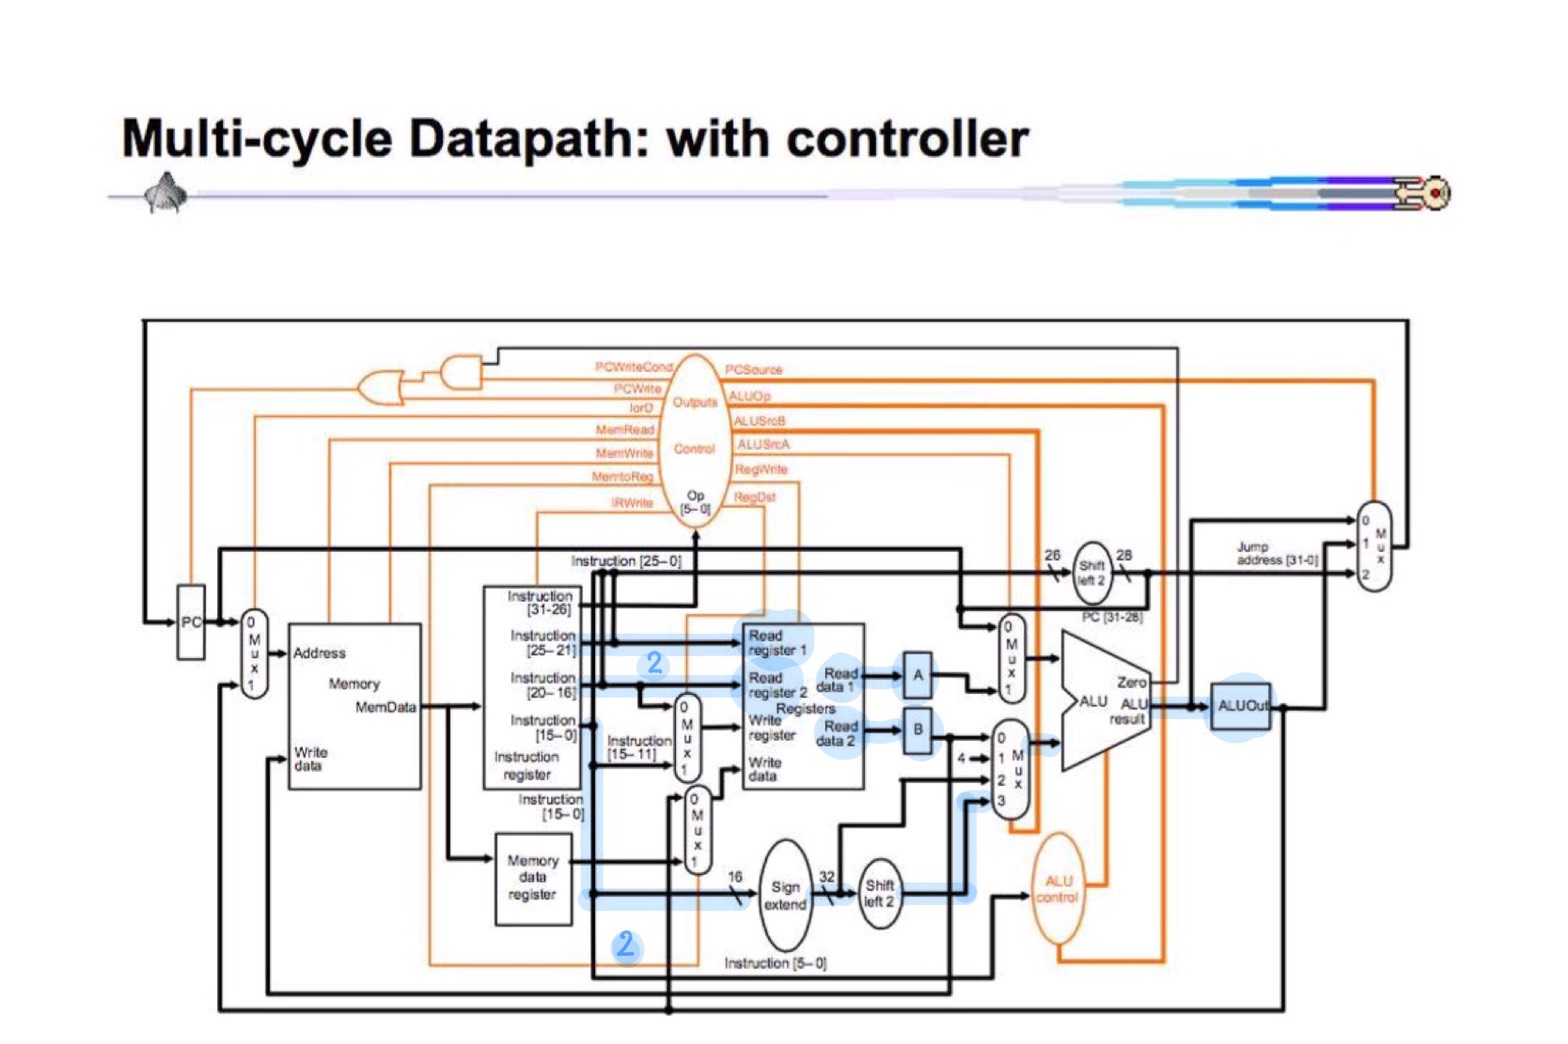 Multi-cycle Datapath: with controller
PCWriteCond
PCWrite
IorD
MemRead
MemWrite
MemtoReg
IRWrite
Outputs
Control
Op
[5–0]
PCSource
ALUOp
ALUSrcB
ALUSrcA
RegWrite
RegDst
Instruction [25–0]
26
Shift
left 2
28
Jump
address [31-0]
PC [31-28]
0
1
2
M
u
x
PC
0
M
u
x
1
Address
Memory
MemData
Write
data
Instruction
[31-26]
Instruction
[25–21]
Instruction
[20–16]
Instruction
[15–0]
Instruction
register
2
Instruction
[15–11]
0
M
u
x
1
Read
register 1
Read
register 2
Registers
Write
register
Write
data
Read
data 1
Read
data 2
A
B
0
M
u
x
1
4
0
1
2
3
M
u
x
Zero
ALU
ALU
result
ALUOut
Instruction
[15–0]
Memory
data
register
0
M
u
x
1
16
Sign
extend
32
Shift
left 2
ALU
control
2
Instruction [5–0]